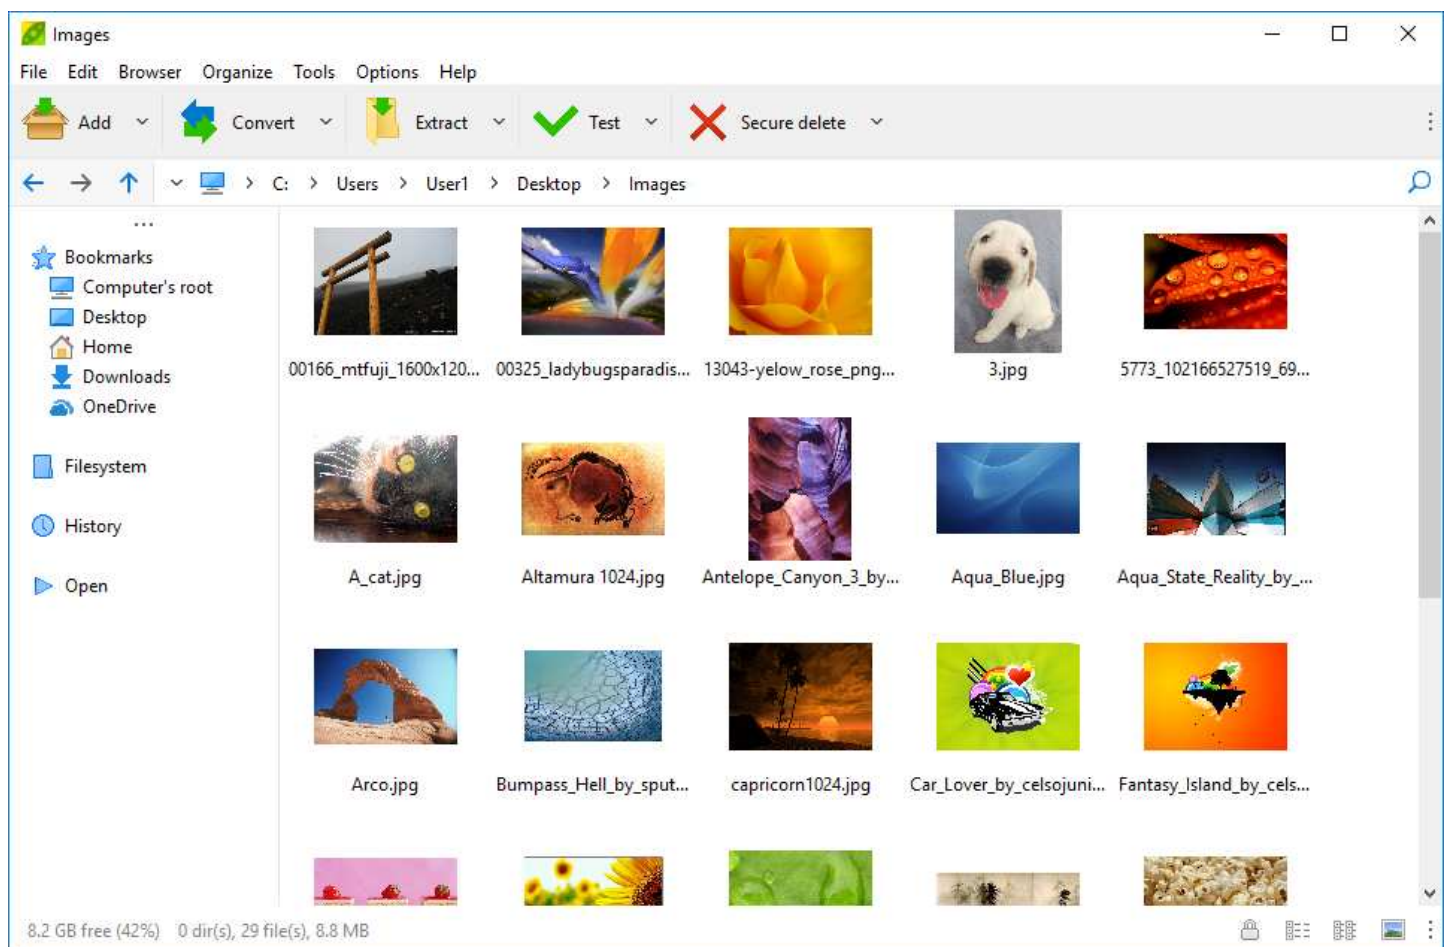 Images
File Edit Browser Organize Tools Options Help
Add Convert Extract Test Secure delete
C: > Users > User1 > Desktop > Images
...
Bookmarks
Computer's root
Desktop
Home
Downloads
OneDrive
Filesystem
History
Open
00166_mtfuji_1600x120... 00325_ladybugsparadis... 13043-yelow_rose_png... 3.jpg 5773_102166527519_69...
A_cat.jpg Altamura 1024.jpg Antelope_Canyon_3_by... Aqua_Blue.jpg Aqua_State_Reality_by_...
Arco.jpg Bumpass_Hell_by_sput... capricorn1024.jpg Car_Lover_by_celsojuni... Fantasy_Island_by_cels...
8.2 GB free (42%) 0 dir(s), 29 file(s), 8.8 MB